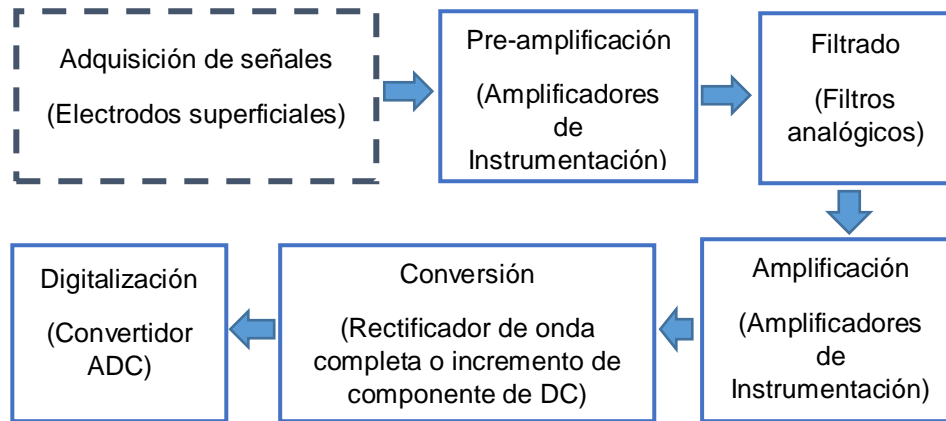 Adquisición de señales
(Electrodos superficiales)
Pre-amplificación
(Amplificadores
de
Instrumentación)
Filtrado
(Filtros
analógicos)
Amplificación
(Amplificadores
de
Instrumentación)
Conversión
(Rectificador de onda
completa o incremento de
componente de DC)
Digitalización
(Convertidor
ADC)